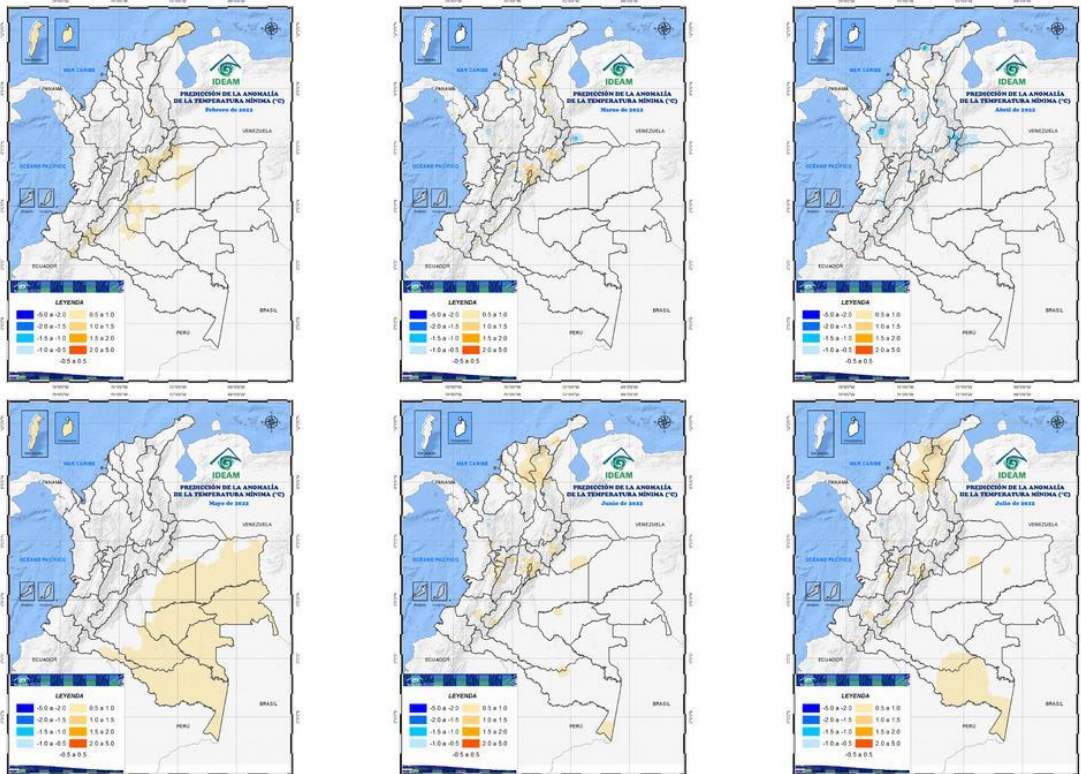 MAR CARIBE
PANAMÁ
IDEAM
PREDICCIÓN DE LA ANOMALÍA
DE LA TEMPERATURA MÍNIMA (°C)
Febrero de 2022
VENEZUELA
OCÉANO PACÍFICO
ECUADOR
BRASIL
PERÚ
LEYENDA
-5.0 a -2.0 0.5 a 1.0
-2.0 a -1.5 1.0 a 1.5
-1.5 a -1.0 1.5 a 2.0
-1.0 a -0.5 2.0 a 5.0
-0.5 a 0.5
MAR CARIBE
PANAMÁ
IDEAM
PREDICCIÓN DE LA ANOMALÍA
DE LA TEMPERATURA MÍNIMA (°C)
Marzo de 2022
VENEZUELA
OCÉANO PACÍFICO
ECUADOR
BRASIL
PERÚ
LEYENDA
-5.0 a -2.0 0.5 a 1.0
-2.0 a -1.5 1.0 a 1.5
-1.5 a -1.0 1.5 a 2.0
-1.0 a -0.5 2.0 a 5.0
-0.5 a 0.5
MAR CARIBE
PANAMÁ
IDEAM
PREDICCIÓN DE LA ANOMALÍA
DE LA TEMPERATURA MÍNIMA (°C)
Abril de 2022
VENEZUELA
OCÉANO PACÍFICO
ECUADOR
BRASIL
PERÚ
LEYENDA
-5.0 a -2.0 0.5 a 1.0
-2.0 a -1.5 1.0 a 1.5
-1.5 a -1.0 1.5 a 2.0
-1.0 a -0.5 2.0 a 5.0
-0.5 a 0.5
MAR CARIBE
PANAMÁ
IDEAM
PREDICCIÓN DE LA ANOMALÍA
DE LA TEMPERATURA MÍNIMA (°C)
Mayo de 2022
VENEZUELA
OCÉANO PACÍFICO
ECUADOR
BRASIL
PERÚ
LEYENDA
-5.0 a -2.0 0.5 a 1.0
-2.0 a -1.5 1.0 a 1.5
-1.5 a -1.0 1.5 a 2.0
-1.0 a -0.5 2.0 a 5.0
-0.5 a 0.5
MAR CARIBE
PANAMÁ
IDEAM
PREDICCIÓN DE LA ANOMALÍA
DE LA TEMPERATURA MÍNIMA (°C)
Junio de 2022
VENEZUELA
OCÉANO PACÍFICO
ECUADOR
BRASIL
PERÚ
LEYENDA
-5.0 a -2.0 0.5 a 1.0
-2.0 a -1.5 1.0 a 1.5
-1.5 a -1.0 1.5 a 2.0
-1.0 a -0.5 2.0 a 5.0
-0.5 a 0.5
MAR CARIBE
PANAMÁ
IDEAM
PREDICCIÓN DE LA ANOMALÍA
DE LA TEMPERATURA MÍNIMA (°C)
Julio de 2022
VENEZUELA
OCÉANO PACÍFICO
ECUADOR
BRASIL
PERÚ
LEYENDA
-5.0 a -2.0 0.5 a 1.0
-2.0 a -1.5 1.0 a 1.5
-1.5 a -1.0 1.5 a 2.0
-1.0 a -0.5 2.0 a 5.0
-0.5 a 0.5